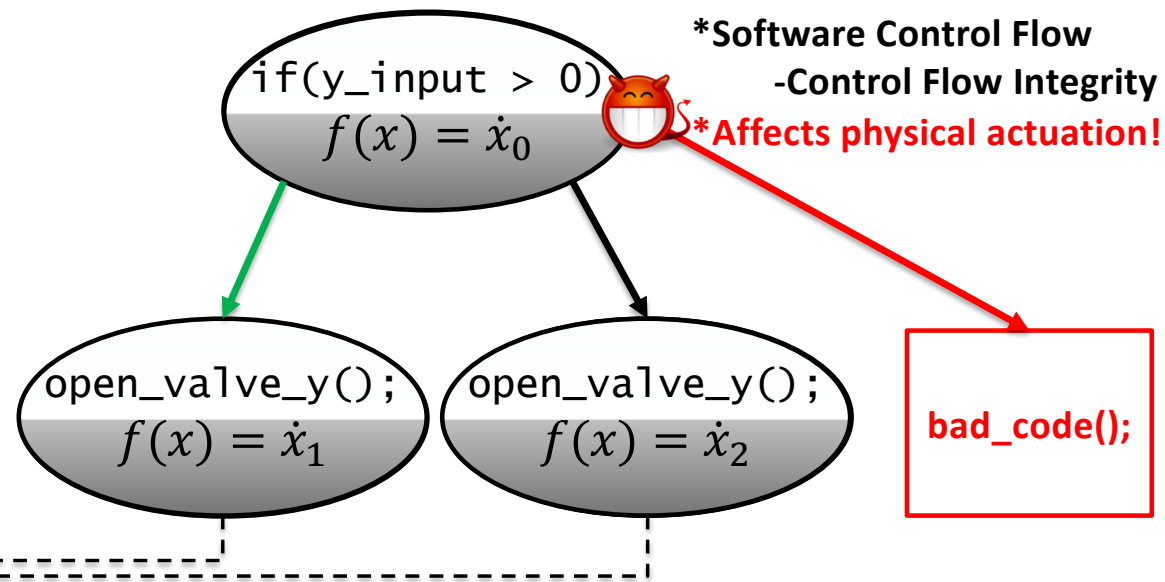 *Software Control Flow
-Control Flow Integrity
*Affects physical actuation!
if(y_input > 0)
f(x) = ẋ₀
open_valve_y();
f(x) = ẋ₁
open_valve_y();
f(x) = ẋ₂
bad_code();